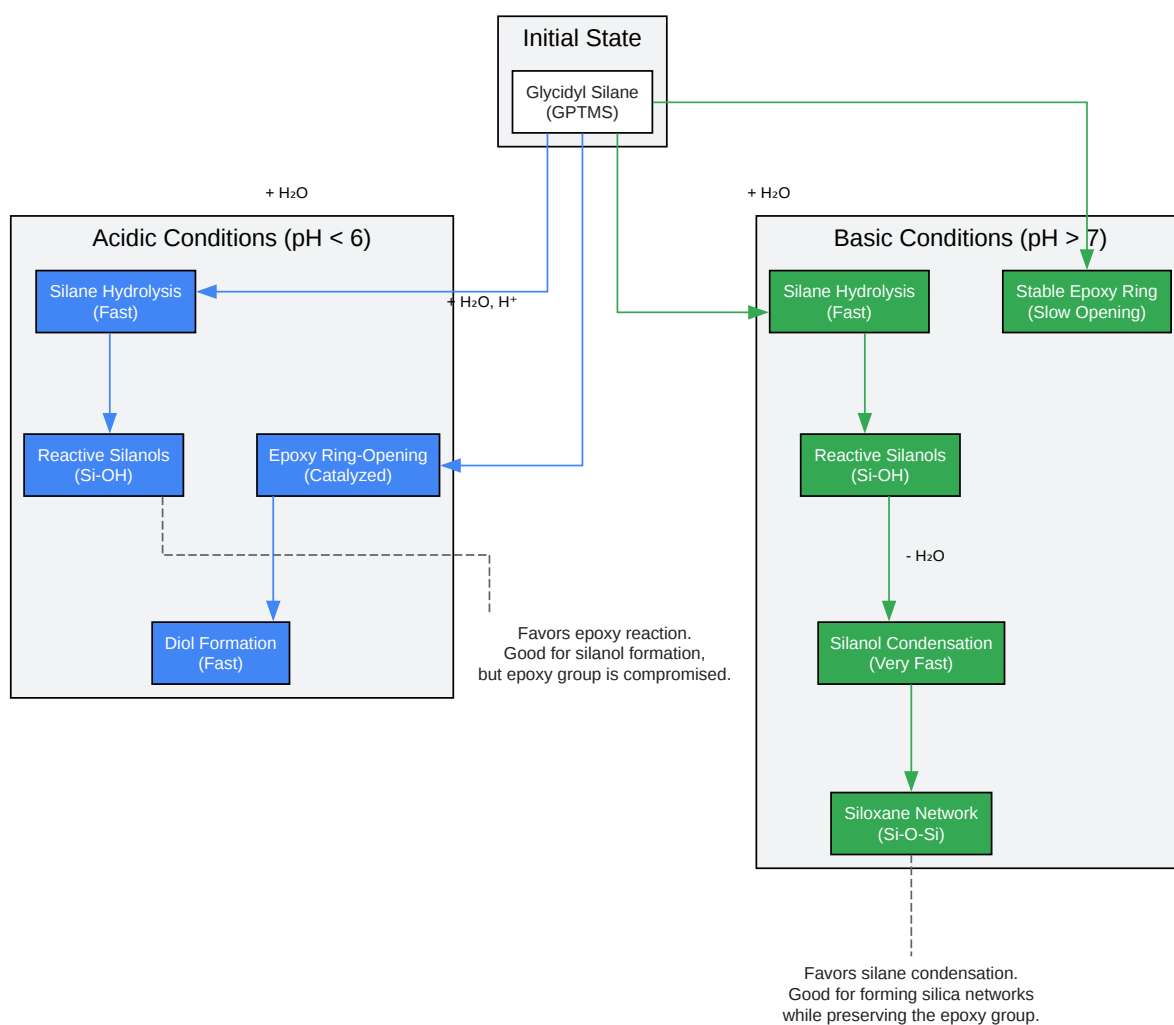 Initial State
Glycidyl Silane
(GPTMS)
+ H₂O
+ H₂O
Acidic Conditions (pH < 6)
Silane Hydrolysis
(Fast)
+ H₂O, H⁺
Reactive Silanols
(Si-OH)
Epoxy Ring-Opening
(Catalyzed)
Diol Formation
(Fast)
Favors epoxy reaction.
Good for silanol formation,
but epoxy group is compromised.
Basic Conditions (pH > 7)
Silane Hydrolysis
(Fast)
Stable Epoxy Ring
(Slow Opening)
Reactive Silanols
(Si-OH)
- H₂O
Silanol Condensation
(Very Fast)
Siloxane Network
(Si-O-Si)
Favors silane condensation.
Good for forming silica networks
while preserving the epoxy group.